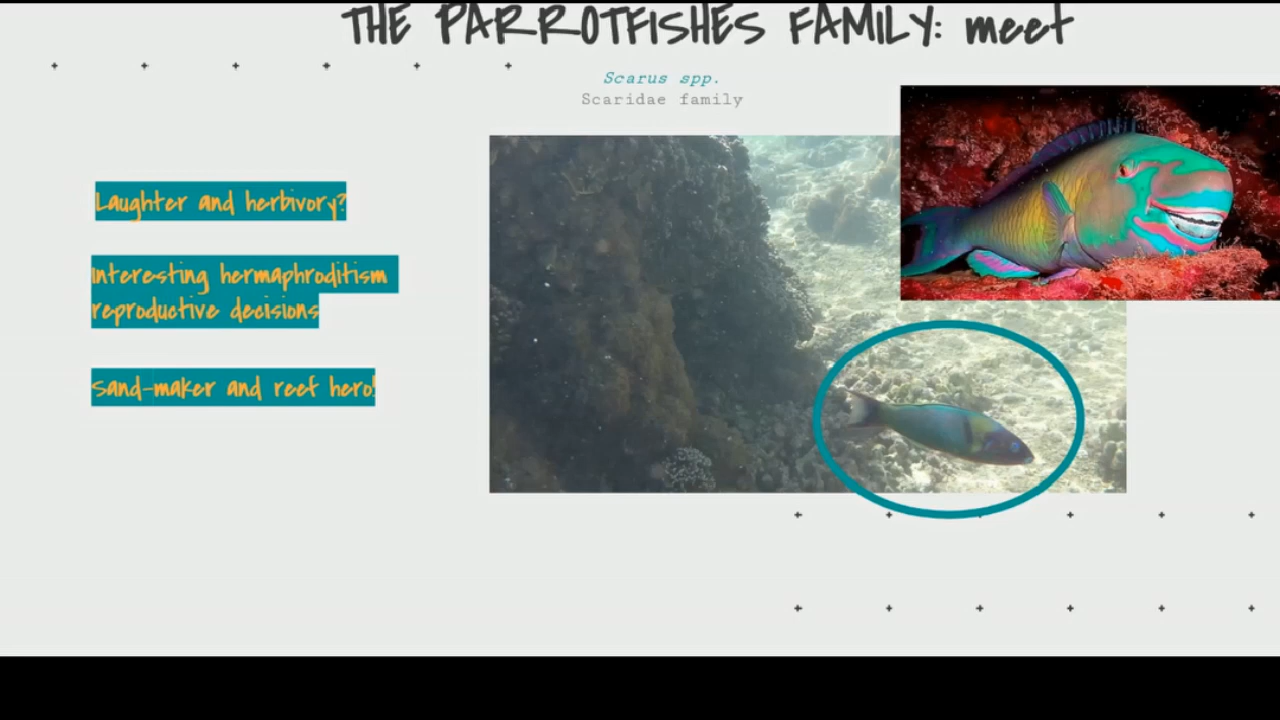 THE PARROTFISHES FAMILY: meet
Scarus spp.
Scaridae family
Laughter and herbivory?
Interesting hermaphroditism
reproductive decisions
Sand-maker and reef hero!